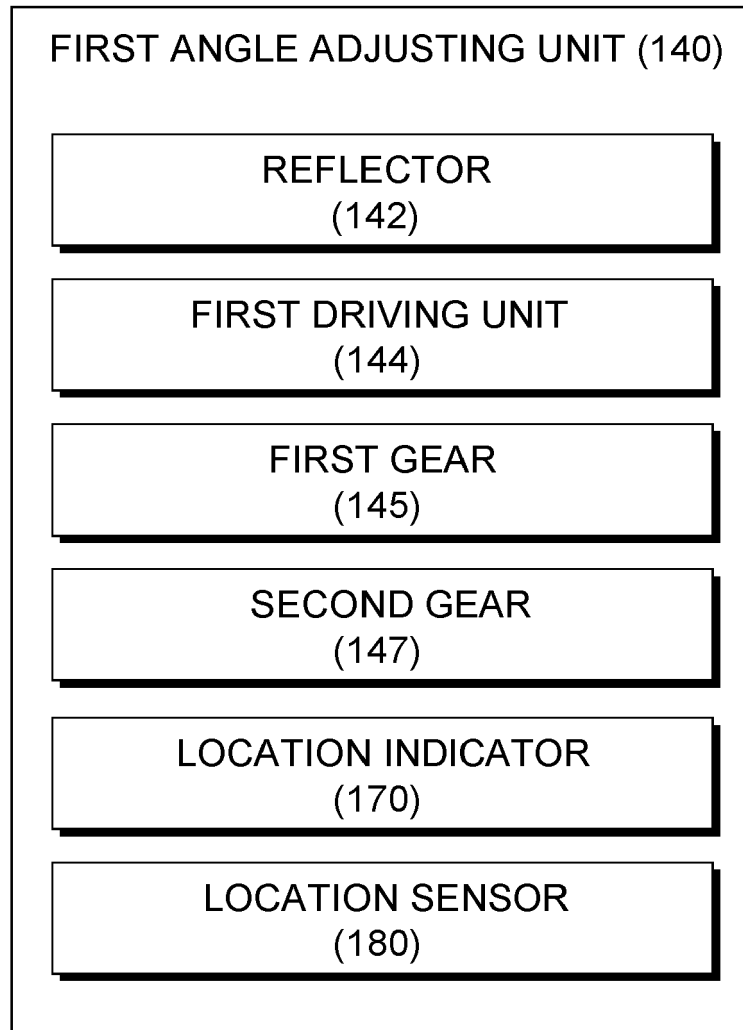 FIRST ANGLE ADJUSTING UNIT (140)
REFLECTOR
(142)
FIRST DRIVING UNIT
(144)
FIRST GEAR
(145)
SECOND GEAR
(147)
LOCATION INDICATOR
(170)
LOCATION SENSOR
(180)